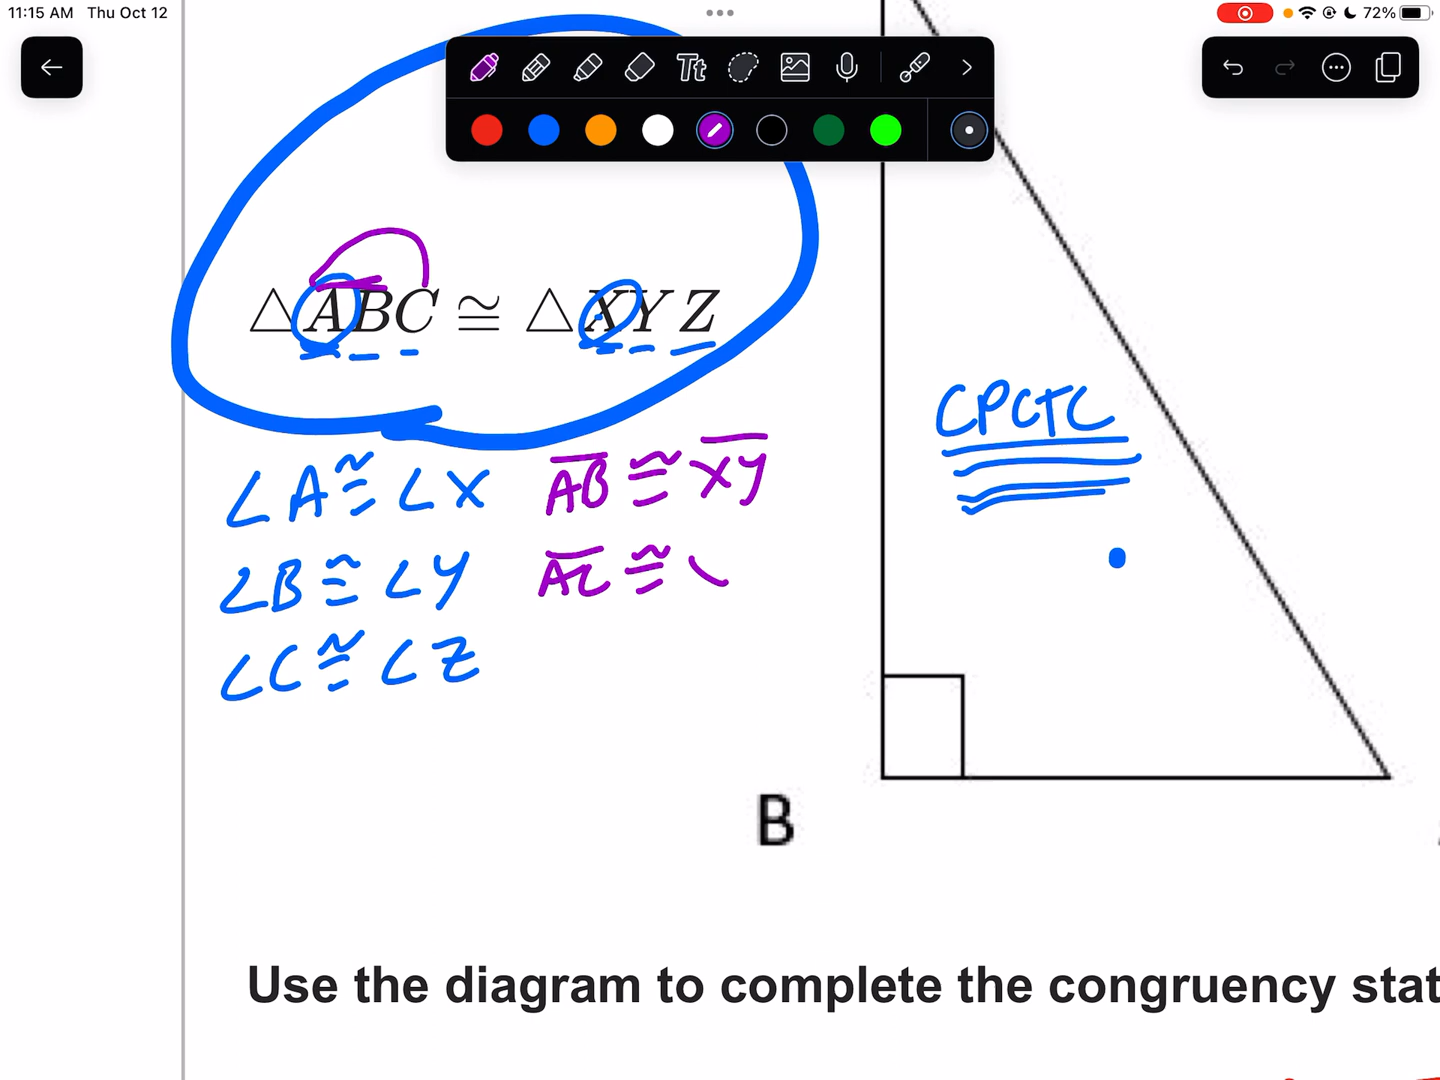 11:15 AM Thu Oct 12
72%
Tt
△ABC ≅ △XYZ
CPCTC
∠A ≅ ∠X AB ≅ XY
∠B ≅ ∠Y AC ≅
∠C ≅ ∠Z
B
Use the diagram to complete the congruency stat